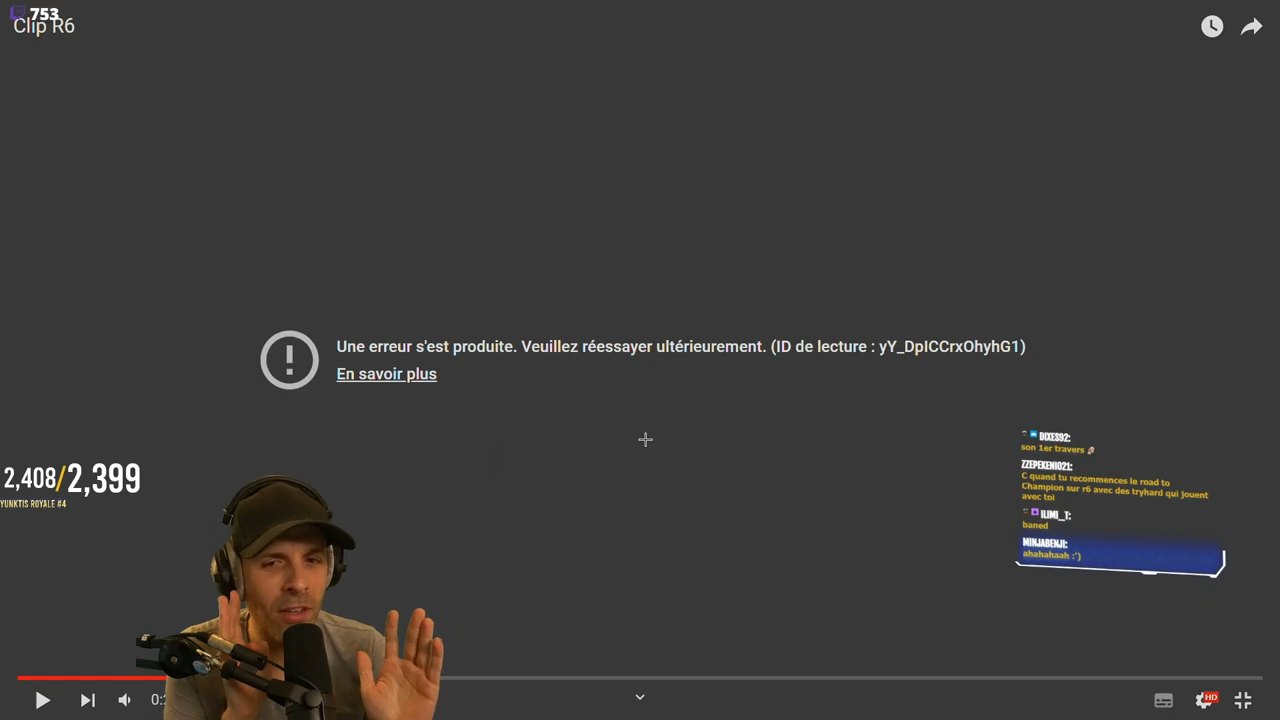 753
Clip R6
Une erreur s'est produite. Veuillez réessayer ultérieurement. (ID de lecture : yY_DpICCrxOhyhG1)
En savoir plus
2,408/2,399
YUNKTIS ROYALE #4
DIXES92:
son 1er travers
ZZEPEKENIO21:
C quand tu recommences le road to
Champion sur r6 avec des tryhard qui jouent
avec toi
ILIMI_T:
baned
MINJABENJI:
ahahahaah :')
HD